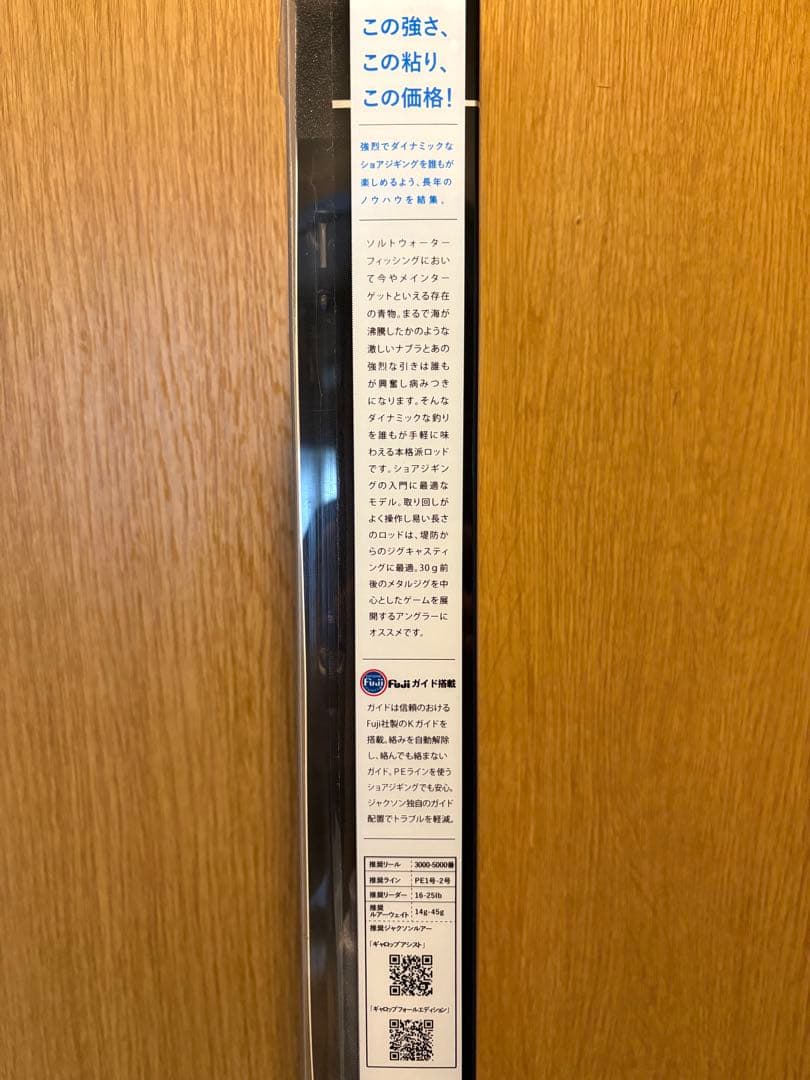 この強さ、
この粘り、
この価格!
強烈でダイナミックな
ショアジギングを誰もが
楽しめるよう、長年の
ノウハウを結集。
ソルトウォーター
フィッシングにおい
て今やメインター
ゲットといえる存在
の青物。まるで海が
沸騰したかのような
激しいナブラとあの
強烈な引きは誰も
が興奮し病みつき
になります。そんな
ダイナミックな釣り
を誰もが手軽に味
わえる本格派ロッド
です。ショアジギン
グの入門に最適な
モデル。取り回しが
よく操作し易い長さ
のロッドは、堤防か
らのジグキャスティ
ングに最適。30g前
後のメタルジグを中
心としたゲームを展
開するアングラーに
オススメです。
Fuji Fujiガイド搭載
ガイドは信頼のおける
Fuji社製のKガイドを
搭載。絡みを自動解除
し、絡んでも絡まない
ガイド。PEラインを使う
ショアジギングでも安心。
ジャクソン独自のガイド
配置でトラブルを軽減。
推奨リール 3000-5000番
推奨ライン PE1号-2号
推奨リーダー 16-25lb
推奨
ルアーウェイト 14g-45g
推奨ジャクソンルアー
「ギャロップアシスト」
「ギャロップフォールエディション」